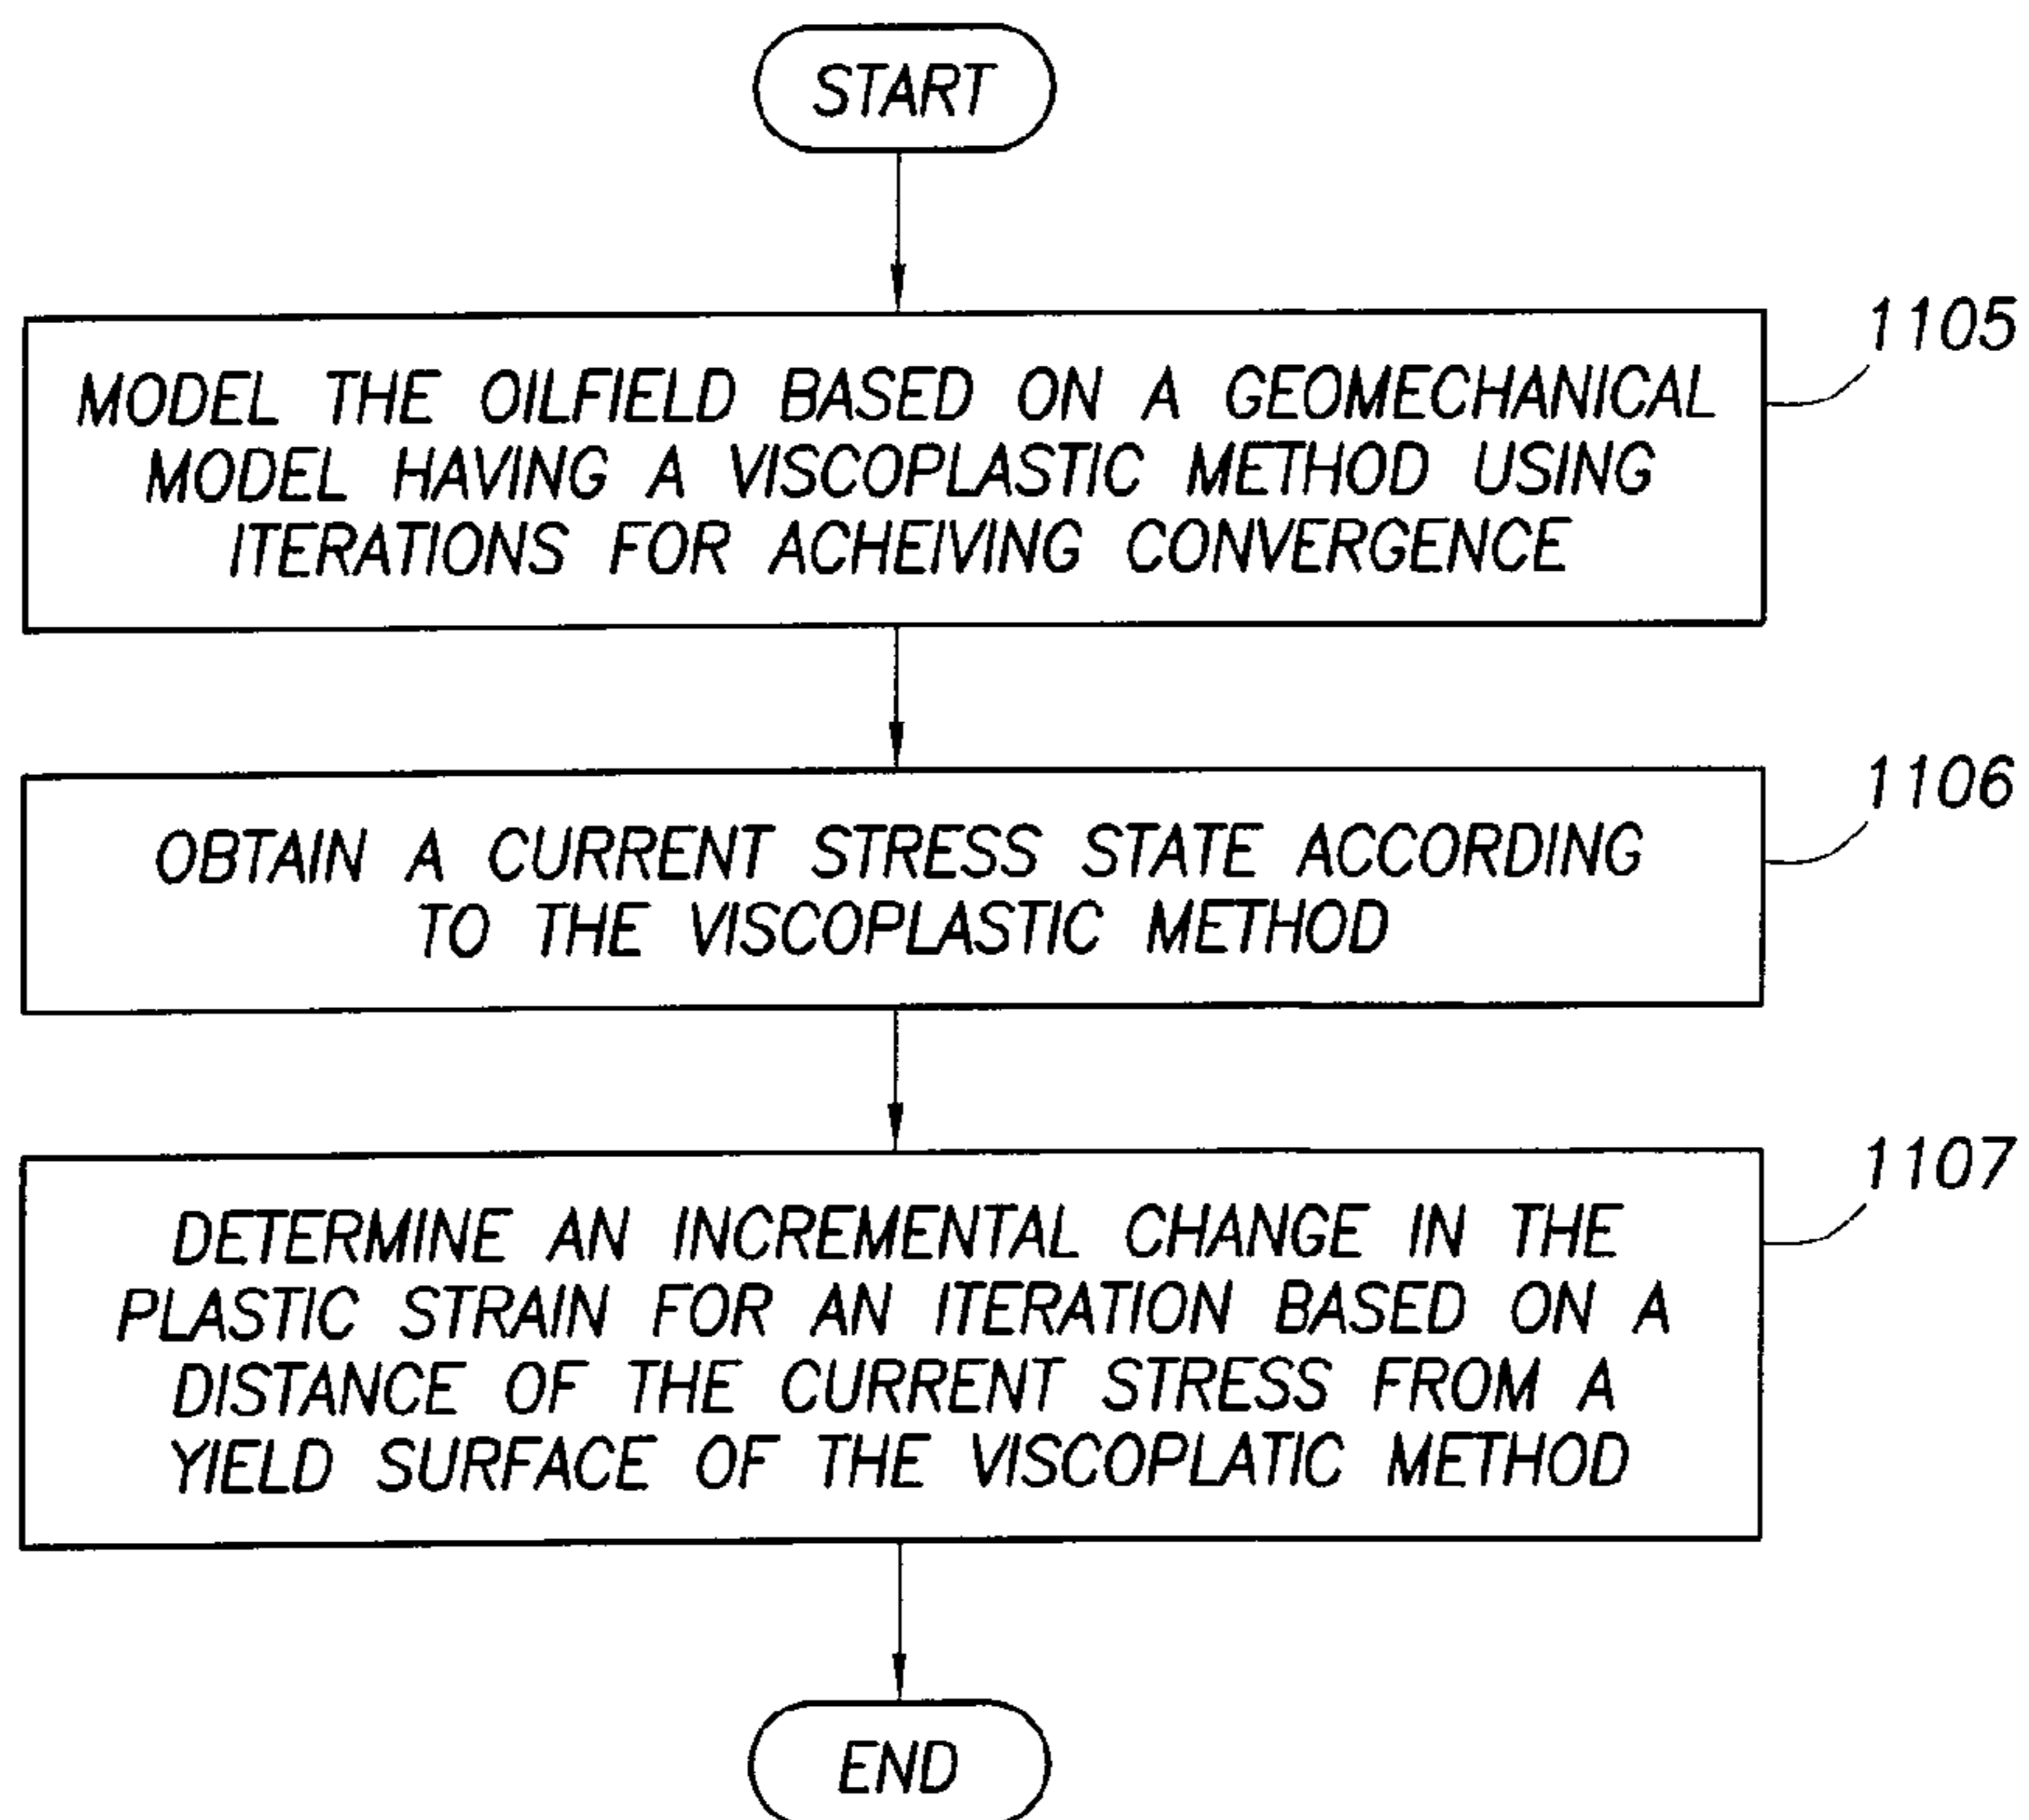 START
1105
MODEL THE OILFIELD BASED ON A GEOMECHANICAL
MODEL HAVING A VISCOPLASTIC METHOD USING
ITERATIONS FOR ACHEIVING CONVERGENCE
1106
OBTAIN A CURRENT STRESS STATE ACCORDING
TO THE VISCOPLASTIC METHOD
1107
DETERMINE AN INCREMENTAL CHANGE IN THE
PLASTIC STRAIN FOR AN ITERATION BASED ON A
DISTANCE OF THE CURRENT STRESS FROM A
YIELD SURFACE OF THE VISCOPLATIC METHOD
END